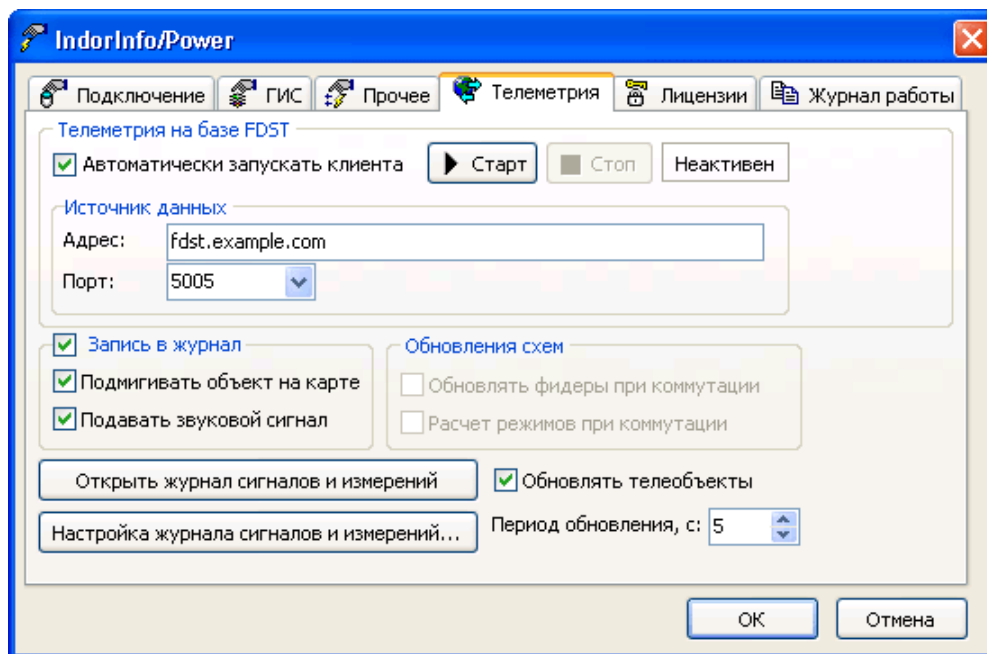 IndorInfo/Power
Подключение ГИС Прочее Телеметрия Лицензии Журнал работы
Телеметрия на базе FDST
Автоматически запускать клиента Старт Стоп Неактивен
Источник данных
Адрес: fdst.example.com
Порт: 5005
Запись в журнал
Подмигивать объект на карте
Подавать звуковой сигнал
Обновления схем
Обновлять фидеры при коммутации
Расчет режимов при коммутации
Открыть журнал сигналов и измерений Обновлять телеобъекты
Настройка журнала сигналов и измерений... Период обновления, с: 5
ОК Отмена